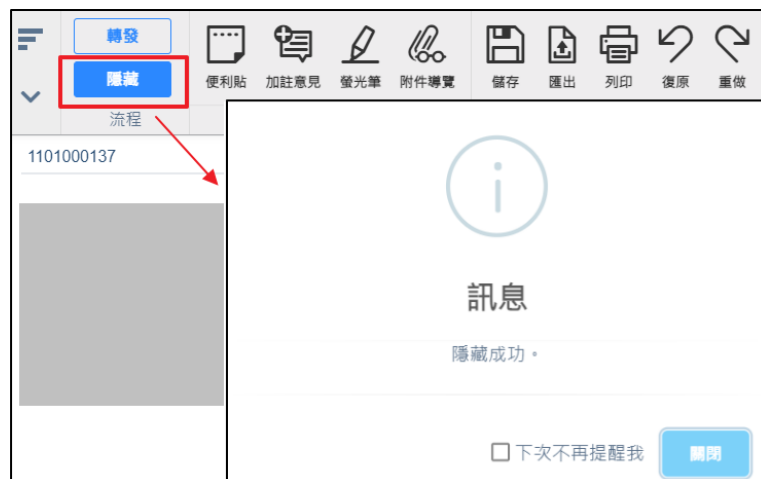 轉發
隱藏
流程
便利貼
加註意見
螢光筆
附件導覽
儲存
匯出
列印
復原
重做
1101000137
訊息
隱藏成功。
下次不再提醒我
關閉